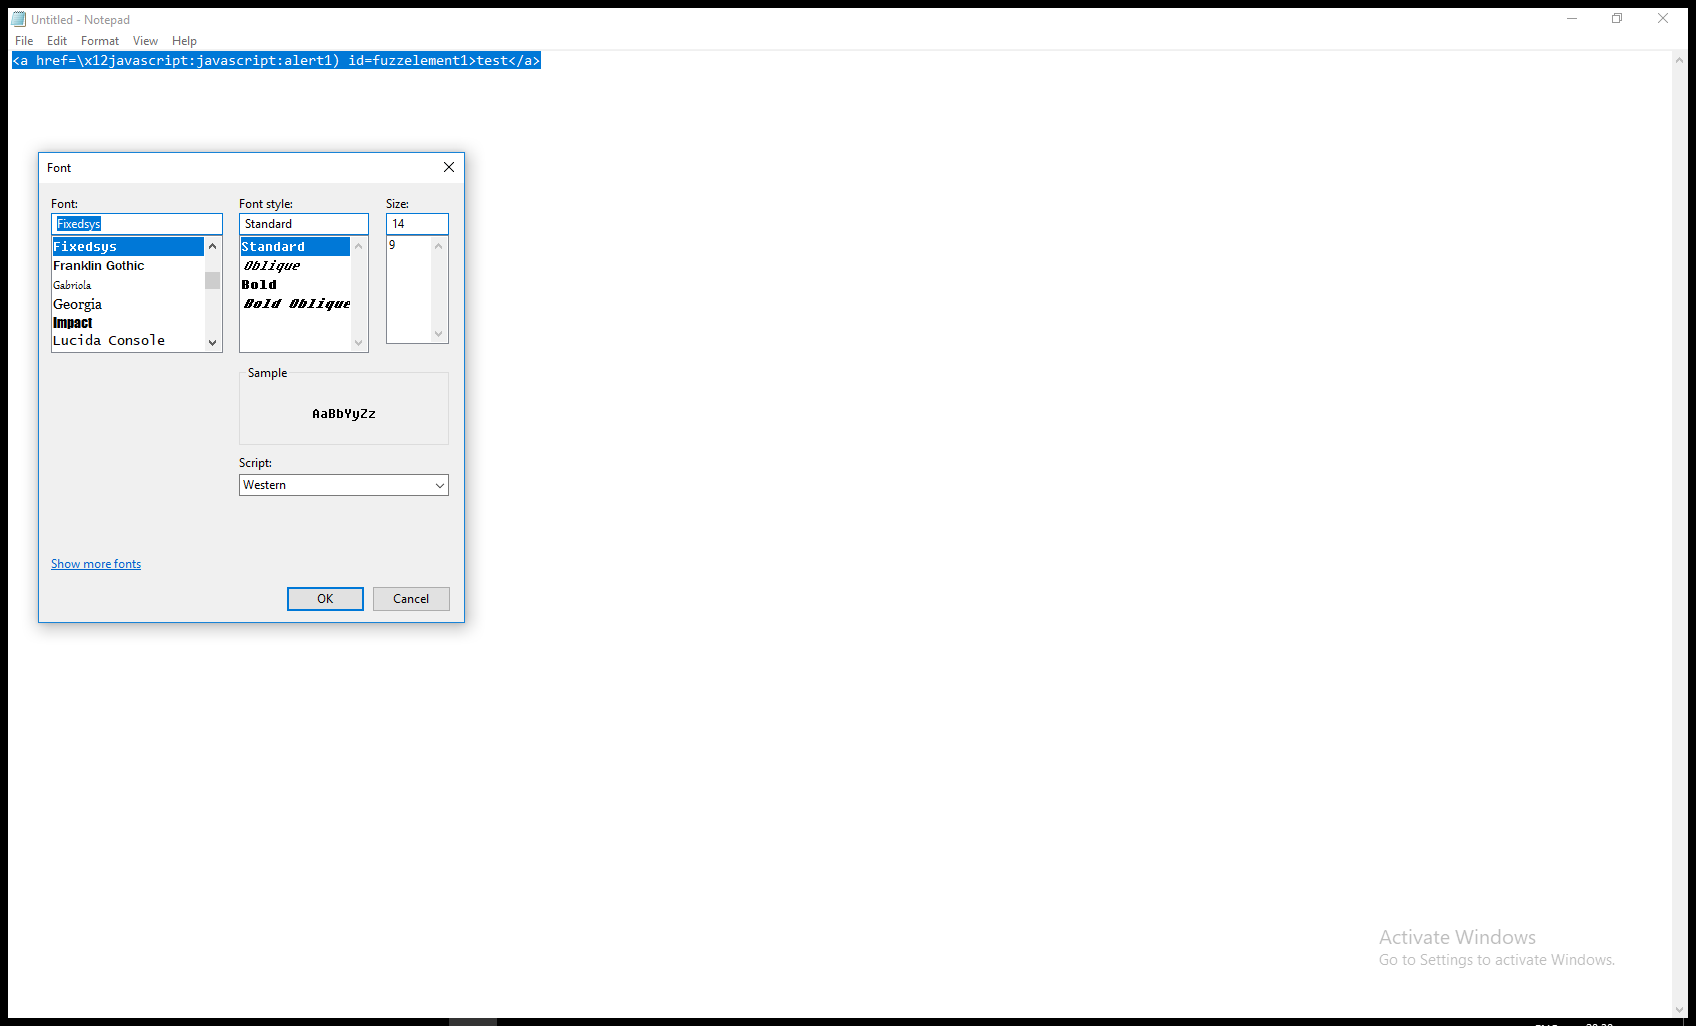 Untitled - Notepad
File Edit Format View Help
<a href=\x12javascript:javascript:alert1) id=fuzzelement1>test</a>
Font
Font: Font style: Size:
Fixedsys Standard 14
Fixedsys Standard 9
Franklin Gothic Oblique
Gabriola Bold
Georgia Bold Oblique
Impact
Lucida Console
Sample
AaBbYyZz
Script:
Western
Show more fonts
OK Cancel
Activate Windows
Go to Settings to activate Windows.